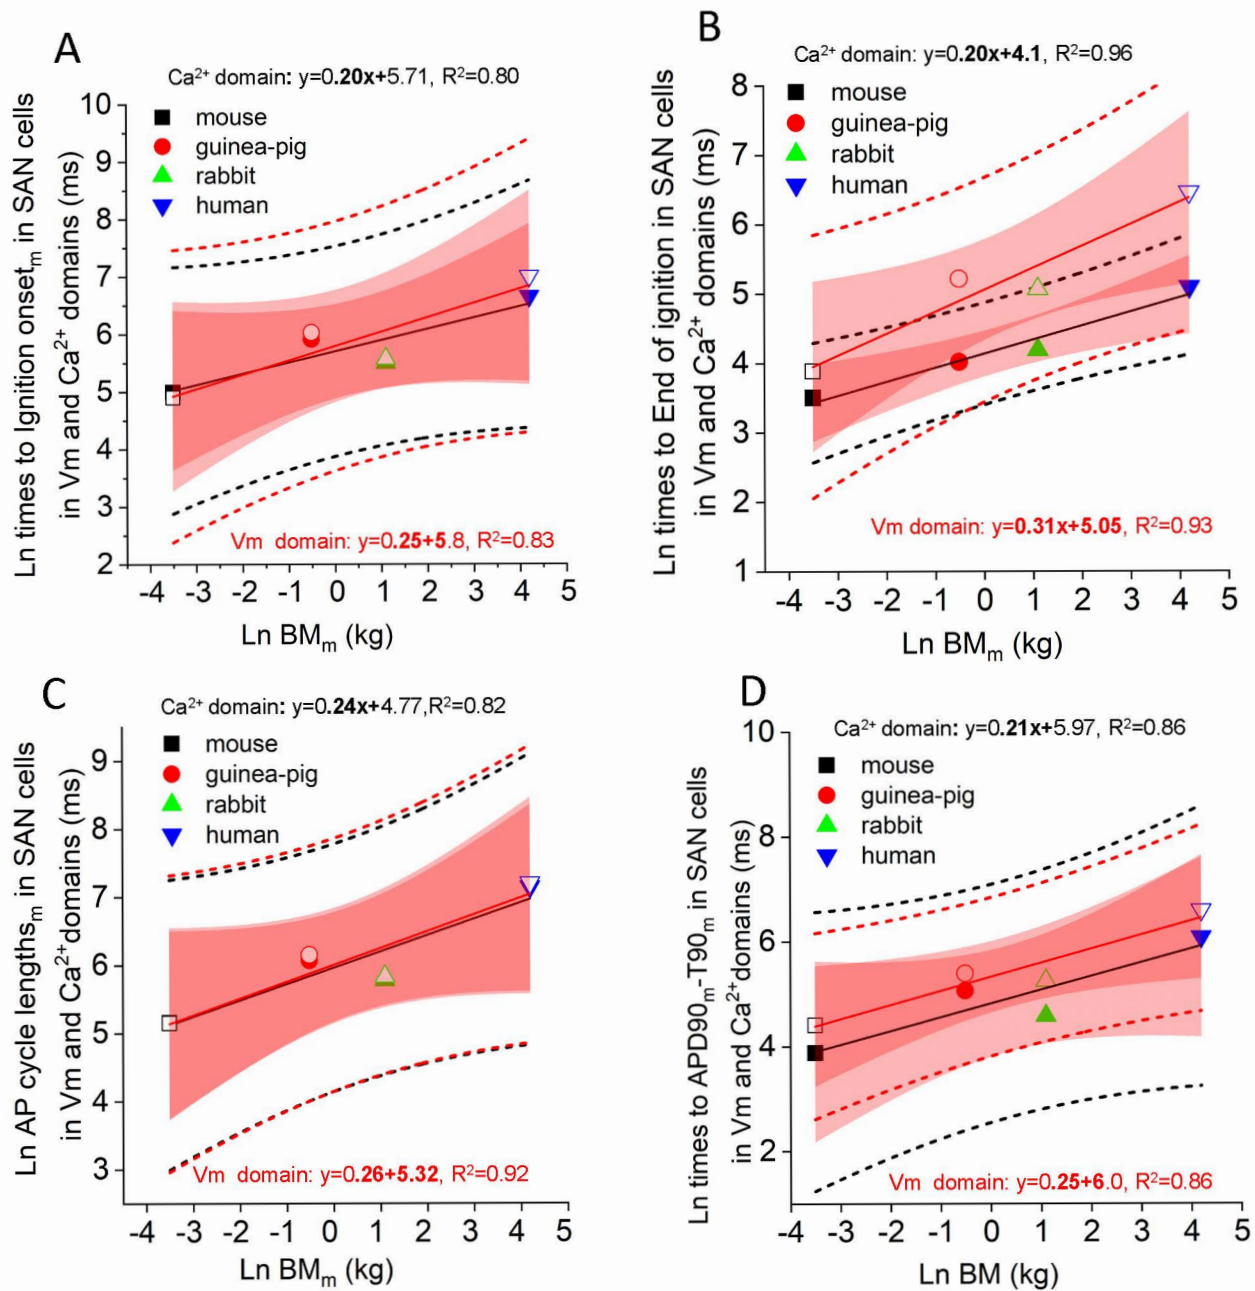 A
Ca²⁺ domain: y=0.20x+5.71, R²=0.80
Ln times to Ignition onsetₘ in SAN cells
in Vm and Ca²⁺ domains (ms)
10
9
8
7
6
5
4
3
2
mouse
guinea-pig
rabbit
human
Vm domain: y=0.25+5.8, R²=0.83
-4 -3 -2 -1 0 1 2 3 4 5
Ln BMₘ (kg)
B
Ca²⁺ domain: y=0.20x+4.1, R²=0.96
Ln times to End of ignition in SAN cells
in Vm and Ca²⁺ domains (ms)
8
7
6
5
4
3
2
1
mouse
guinea-pig
rabbit
human
Vm domain: y=0.31x+5.05, R²=0.93
-4 -3 -2 -1 0 1 2 3 4 5
Ln BMₘ (kg)
C
Ca²⁺ domain: y=0.24x+4.77,R²=0.82
Ln AP cycle lengthsₘ in SAN cells
in Vm and Ca²⁺domains (ms)
9
8
7
6
5
4
3
mouse
guinea-pig
rabbit
human
Vm domain: y=0.26+5.32, R²=0.92
-4 -3 -2 -1 0 1 2 3 4 5
Ln BMₘ (kg)
D
Ca²⁺ domain: y=0.21x+5.97, R²=0.86
Ln times to APD90ₘ-T90ₘ in SAN cells
in Vm and Ca²⁺domains (ms)
10
8
6
4
2
mouse
guinea-pig
rabbit
human
Vm domain: y=0.25+6.0, R²=0.86
-4 -3 -2 -1 0 1 2 3 4 5
Ln BM (kg)